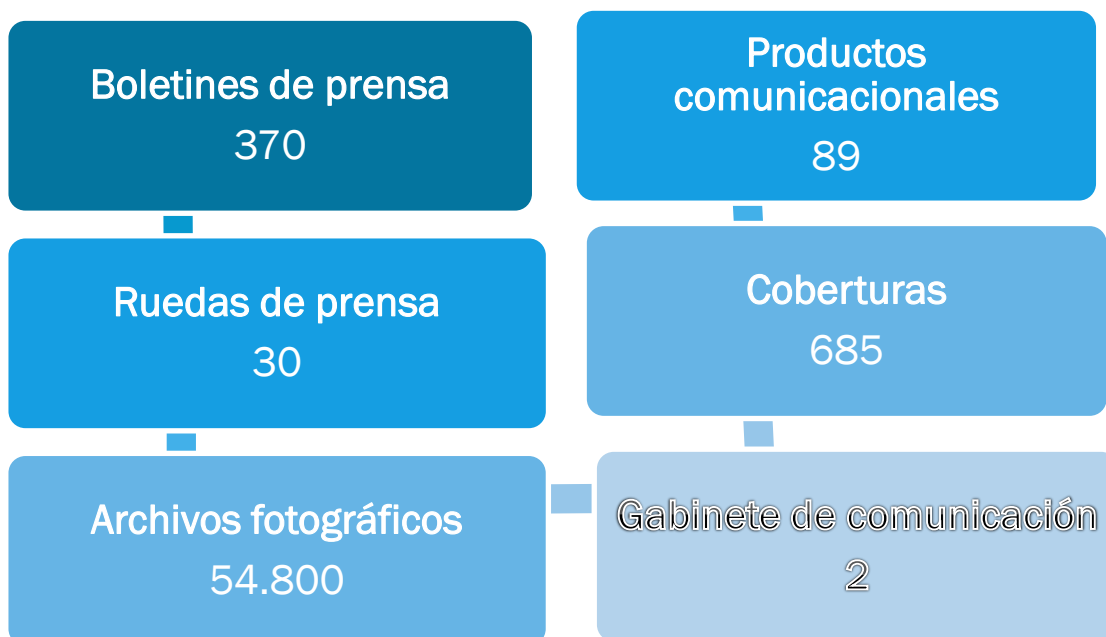 Boletines de prensa
370
Ruedas de prensa
30
Archivos fotográficos
54.800
Productos
comunicacionales
89
Coberturas
685
Gabinete de comunicación
2